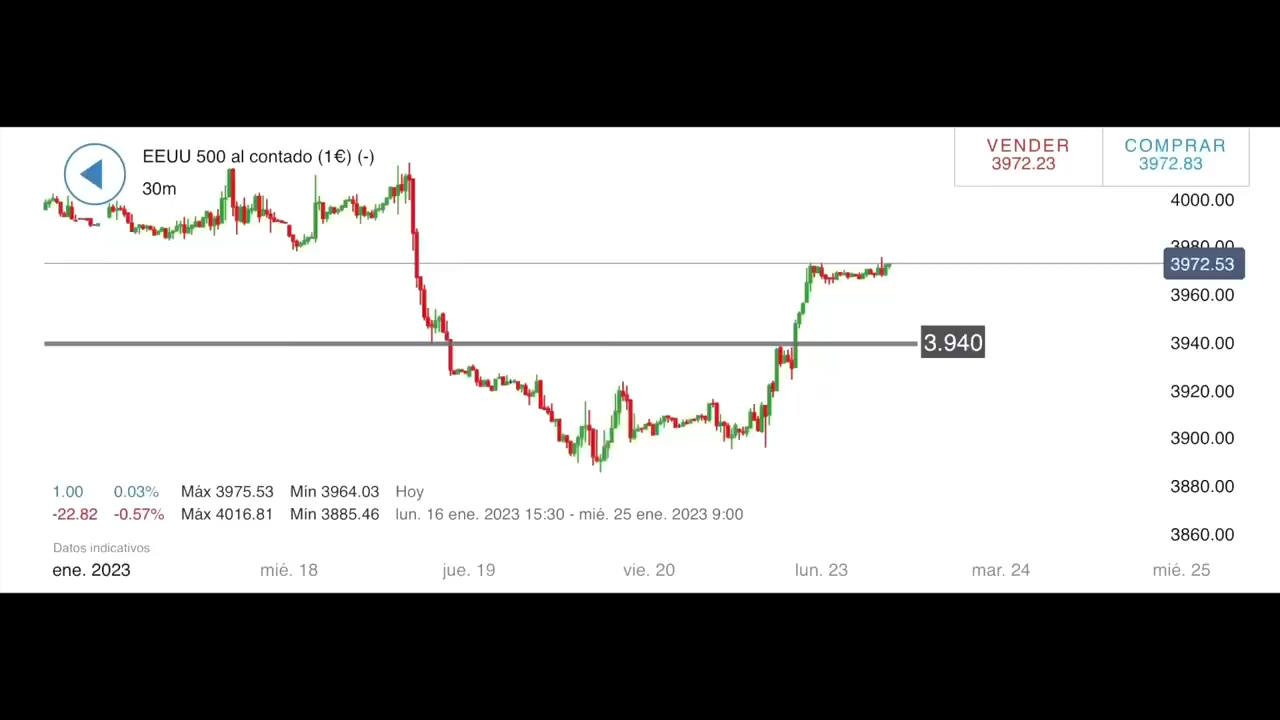 EEUU 500 al contado (1€) (-)
30m
VENDER
3972.23
COMPRAR
3972.83
4000.00
3980.00
3972.53
3960.00
3.940
3940.00
3920.00
3900.00
3880.00
3860.00
1.00 0.03% Máx 3975.53 Mín 3964.03 Hoy
-22.82 -0.57% Máx 4016.81 Mín 3885.46 lun. 16 ene. 2023 15:30 - mié. 25 ene. 2023 9:00
Datos indicativos
ene. 2023 mié. 18 jue. 19 vie. 20 lun. 23 mar. 24 mié. 25